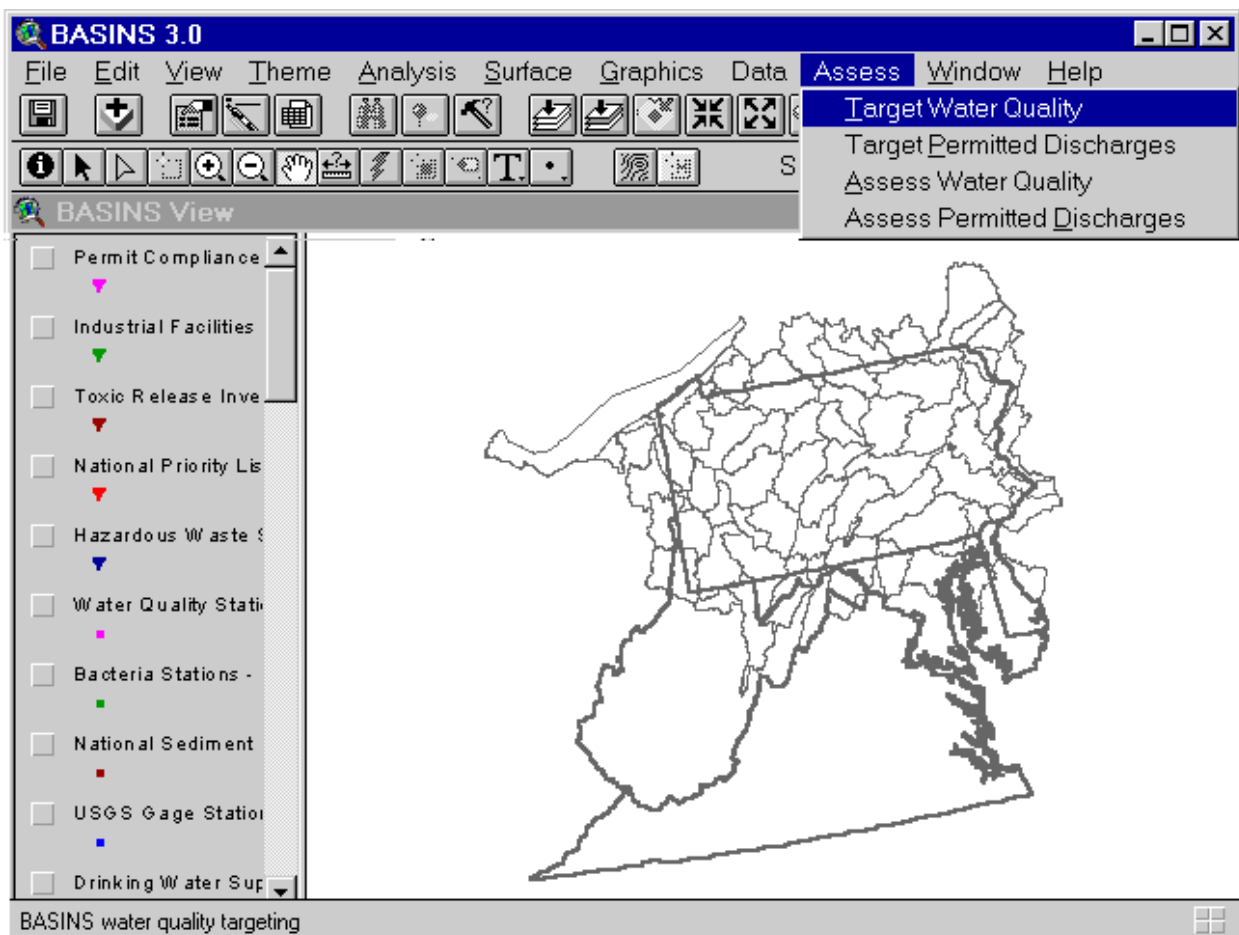 BASINS 3.0
File Edit View Theme Analysis Surface Graphics Data Assess Window Help
Target Water Quality
Target Permitted Discharges
Assess Water Quality
Assess Permitted Discharges
T
S
BASINS View
Permit Compliance
Industrial Facilities
Toxic Release Inve
National Priority Lis
Hazardous Waste S
Water Quality Stati
Bacteria Stations -
National Sediment
USGS Gage Station
Drinking Water Sup
BASINS water quality targeting